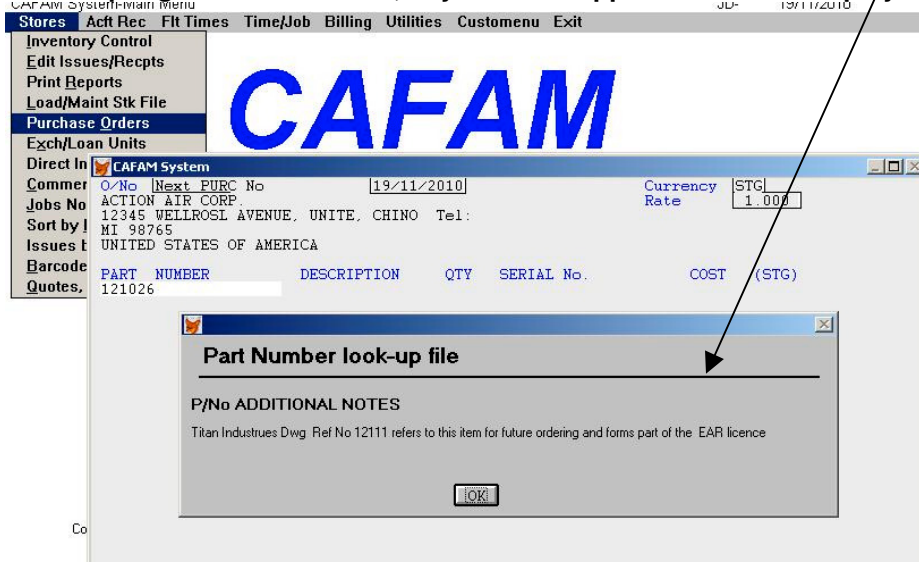 CAFAM System-Main Menu JD- 19/11/2010
Stores Acft Rec Flt Times Time/Job Billing Utilities Customenu Exit
Inventory Control
Edit Issues/Recpts
Print Reports
Load/Maint Stk File
Purchase Orders
Exch/Loan Units
Direct In
Commer
Jobs No
Sort by
Issues
Barcode
Quotes,
CAFAM
CAFAM System
O/No Next PURC No 19/11/2010 Currency STG
ACTION AIR CORP. Rate 1.000
12345 WELLROSL AVENUE, UNITE, CHINO Tel:
MI 98765
UNITED STATES OF AMERICA
PART NUMBER DESCRIPTION QTY SERIAL No. COST (STG)
121026
Part Number look-up file
P/No ADDITIONAL NOTES
Titan Industrues Dwg Ref No 12111 refers to this item for future ordering and forms part of the EAR licence
OK
Co